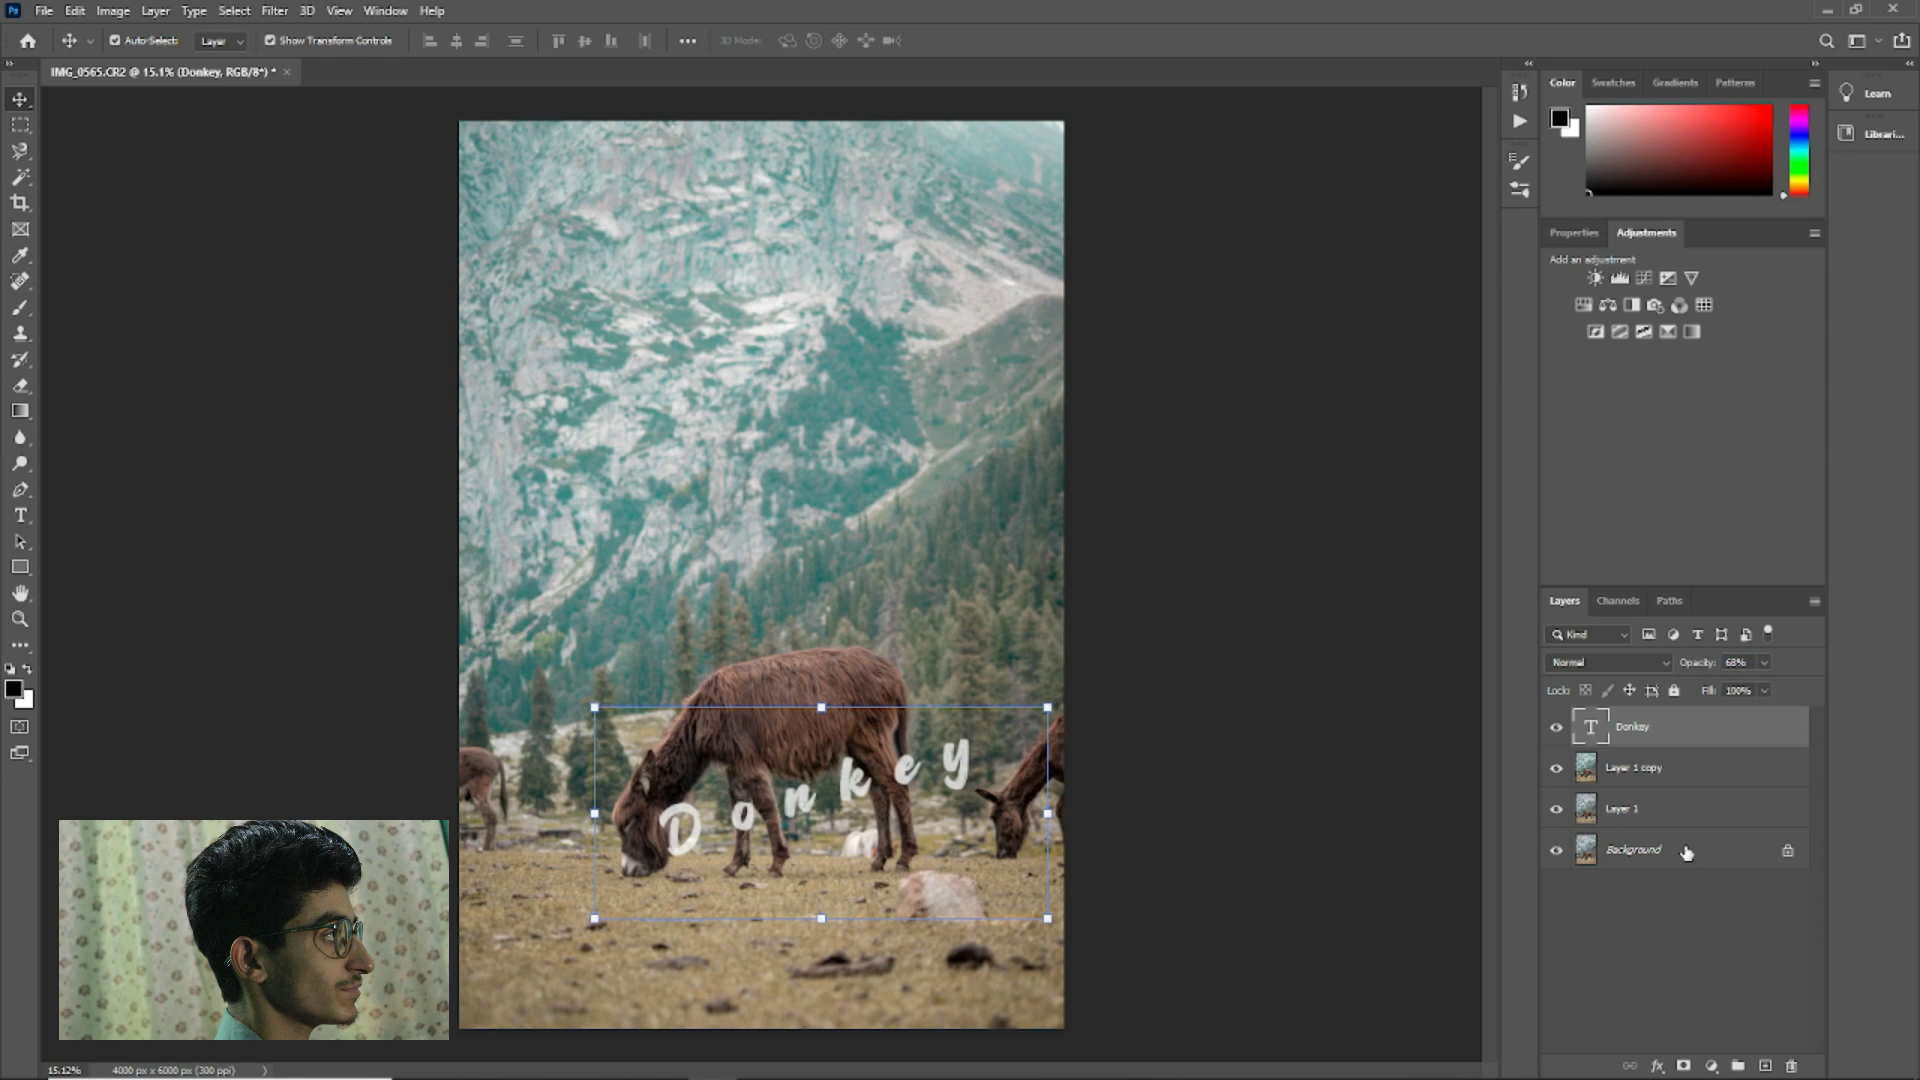 Ps File Edit Image Layer Type Select Filter 3D View Window Help
Auto-Select: Layer Show Transform Controls 3D Mode:
IMG_0565.CR2 @ 15.1% (Donkey, RGB/8*) * ×
Color Swatches Gradients Patterns
Learn
Librari...
Properties Adjustments
Add an adjustment
Layers Channels Paths
Kind
Normal Opacity: 68%
Lock: Fill: 100%
Donkey
Layer 1 copy
Layer 1
Background
Donkey
15.12% 4000 px x 6000 px (300 ppi)